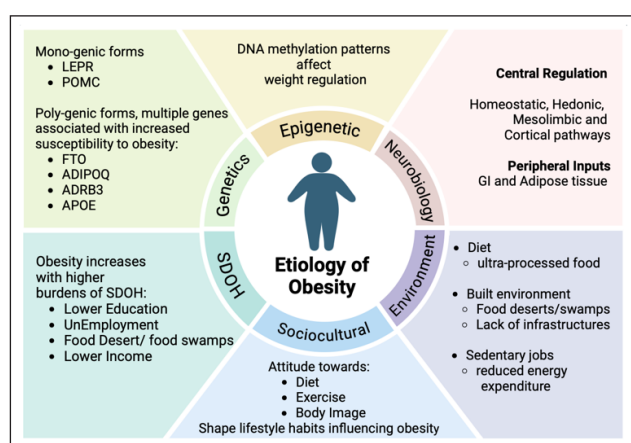 Mono-genic forms
• LEPR
• POMC
Poly-genic forms, multiple genes
associated with increased
susceptibility to obesity:
• FTO
• ADIPOQ
• ADRB3
• APOE
DNA methylation patterns
affect
weight regulation
Central Regulation
Homeostatic, Hedonic,
Mesolimbic and
Cortical pathways
Peripheral Inputs
GI and Adipose tissue
Genetics
Epigenetic
Neurobiology
Etiology of
Obesity
SDOH
Sociocultural
Environment
Obesity increases
with higher
burdens of SDOH:
• Lower Education
• UnEmployment
• Food Desert/ food swamps
• Lower Income
Attitude towards:
• Diet
• Exercise
• Body Image
Shape lifestyle habits influencing obesity
• Diet
○ ultra-processed food
• Built environment
○ Food deserts/swamps
○ Lack of infrastructures
• Sedentary jobs
○ reduced energy
expenditure